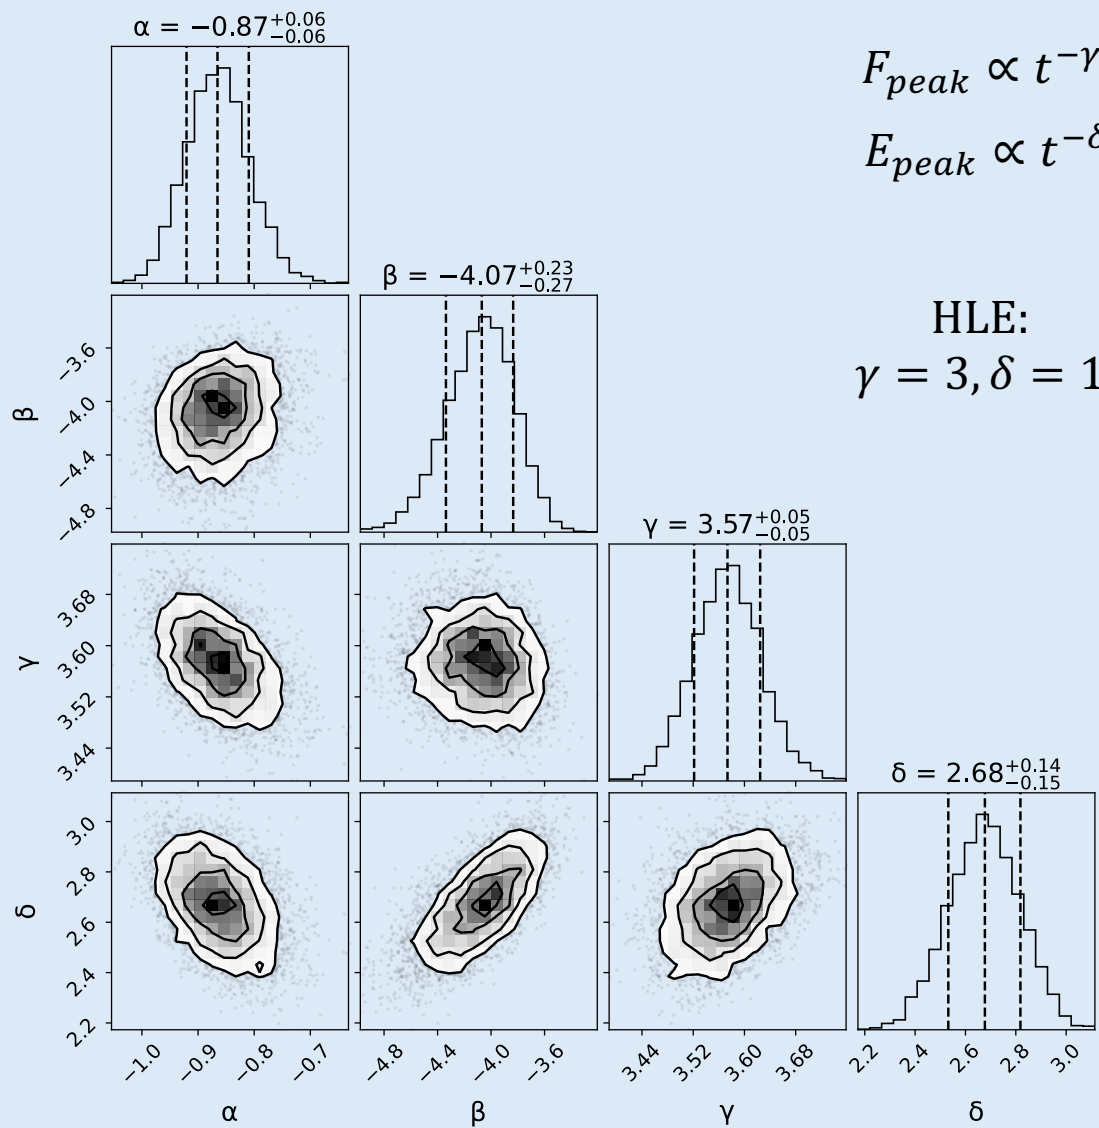 α = −0.87^{+0.06}_{−0.06}
F_{peak} ∝ t^{−γ}
E_{peak} ∝ t^{−δ}
β = −4.07^{+0.23}_{−0.27}
HLE:
γ = 3, δ = 1
β
−3.6
−4.0
−4.4
−4.8
γ = 3.57^{+0.05}_{−0.05}
γ
3.68
3.60
3.52
3.44
δ = 2.68^{+0.14}_{−0.15}
δ
3.0
2.8
2.6
2.4
2.2
−1.0 −0.9 −0.8 −0.7
−4.8 −4.4 −4.0 −3.6
3.44 3.52 3.60 3.68
2.2 2.4 2.6 2.8 3.0
α β γ δ